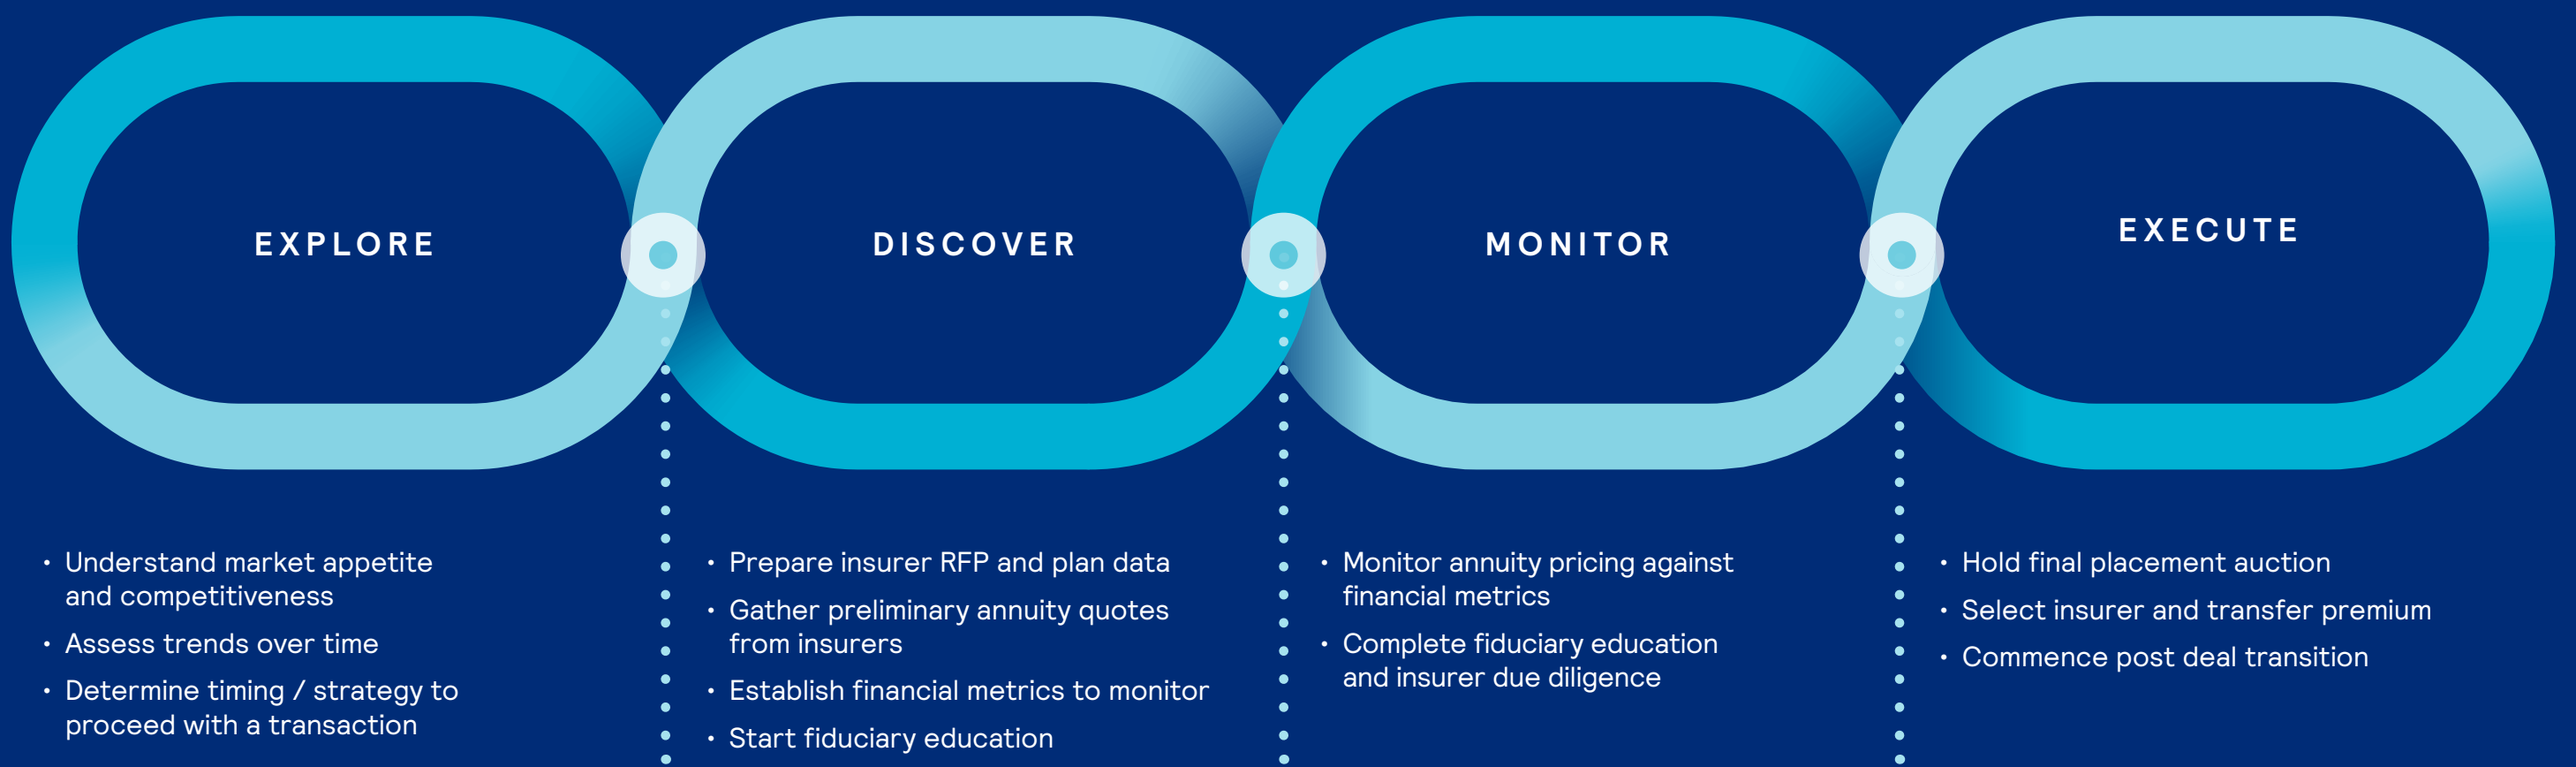 EXPLORE
DISCOVER
MONITOR
EXECUTE
• Understand market appetite
and competitiveness
• Assess trends over time
• Determine timing / strategy to
proceed with a transaction
• Prepare insurer RFP and plan data
• Gather preliminary annuity quotes
from insurers
• Establish financial metrics to monitor
• Start fiduciary education
• Monitor annuity pricing against
financial metrics
• Complete fiduciary education
and insurer due diligence
• Hold final placement auction
• Select insurer and transfer premium
• Commence post deal transition